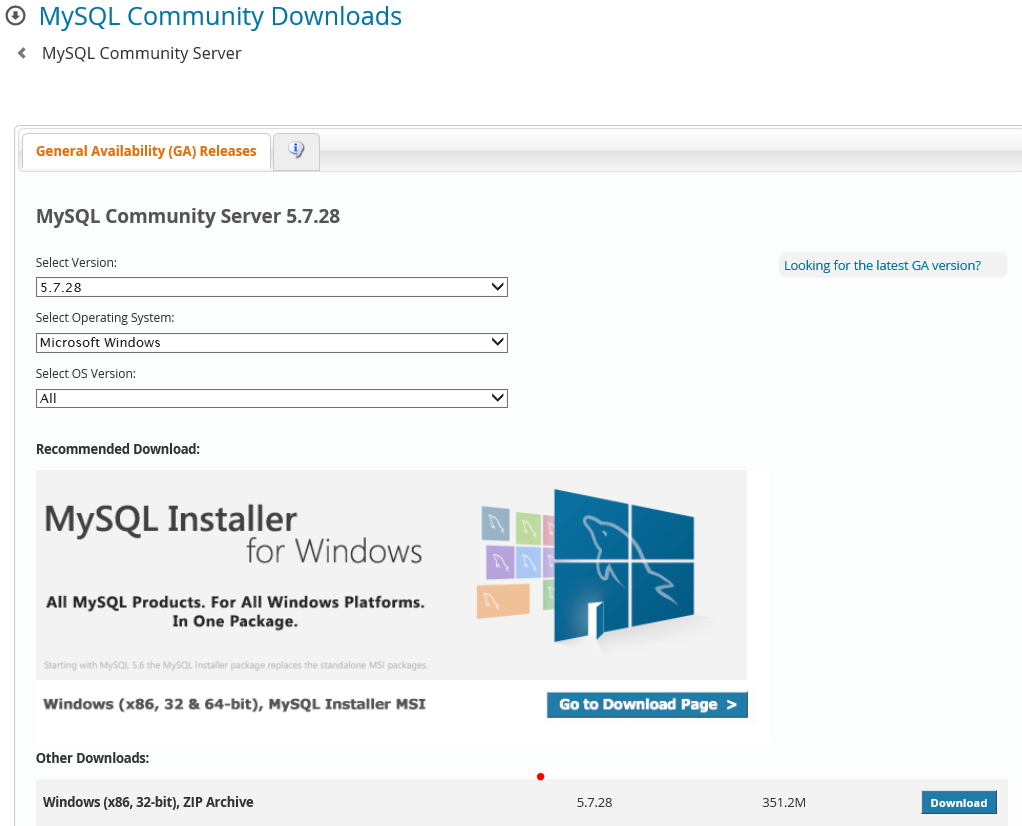 MySQL Community Downloads
MySQL Community Server
General Availability (GA) Releases
MySQL Community Server 5.7.28
Select Version:
Looking for the latest GA version?
5.7.28
Select Operating System:
Microsoft Windows
Select OS Version:
All
Recommended Download:
MySQL Installer
for Windows
All MySQL Products. For All Windows Platforms.
In One Package.
Starting with MySQL 5.6 the MySQL Installer package replaces the standalone MSI packages.
Windows (x86, 32 & 64-bit), MySQL Installer MSI
Go to Download Page >
Other Downloads:
Windows (x86, 32-bit), ZIP Archive 5.7.28 351.2M Download